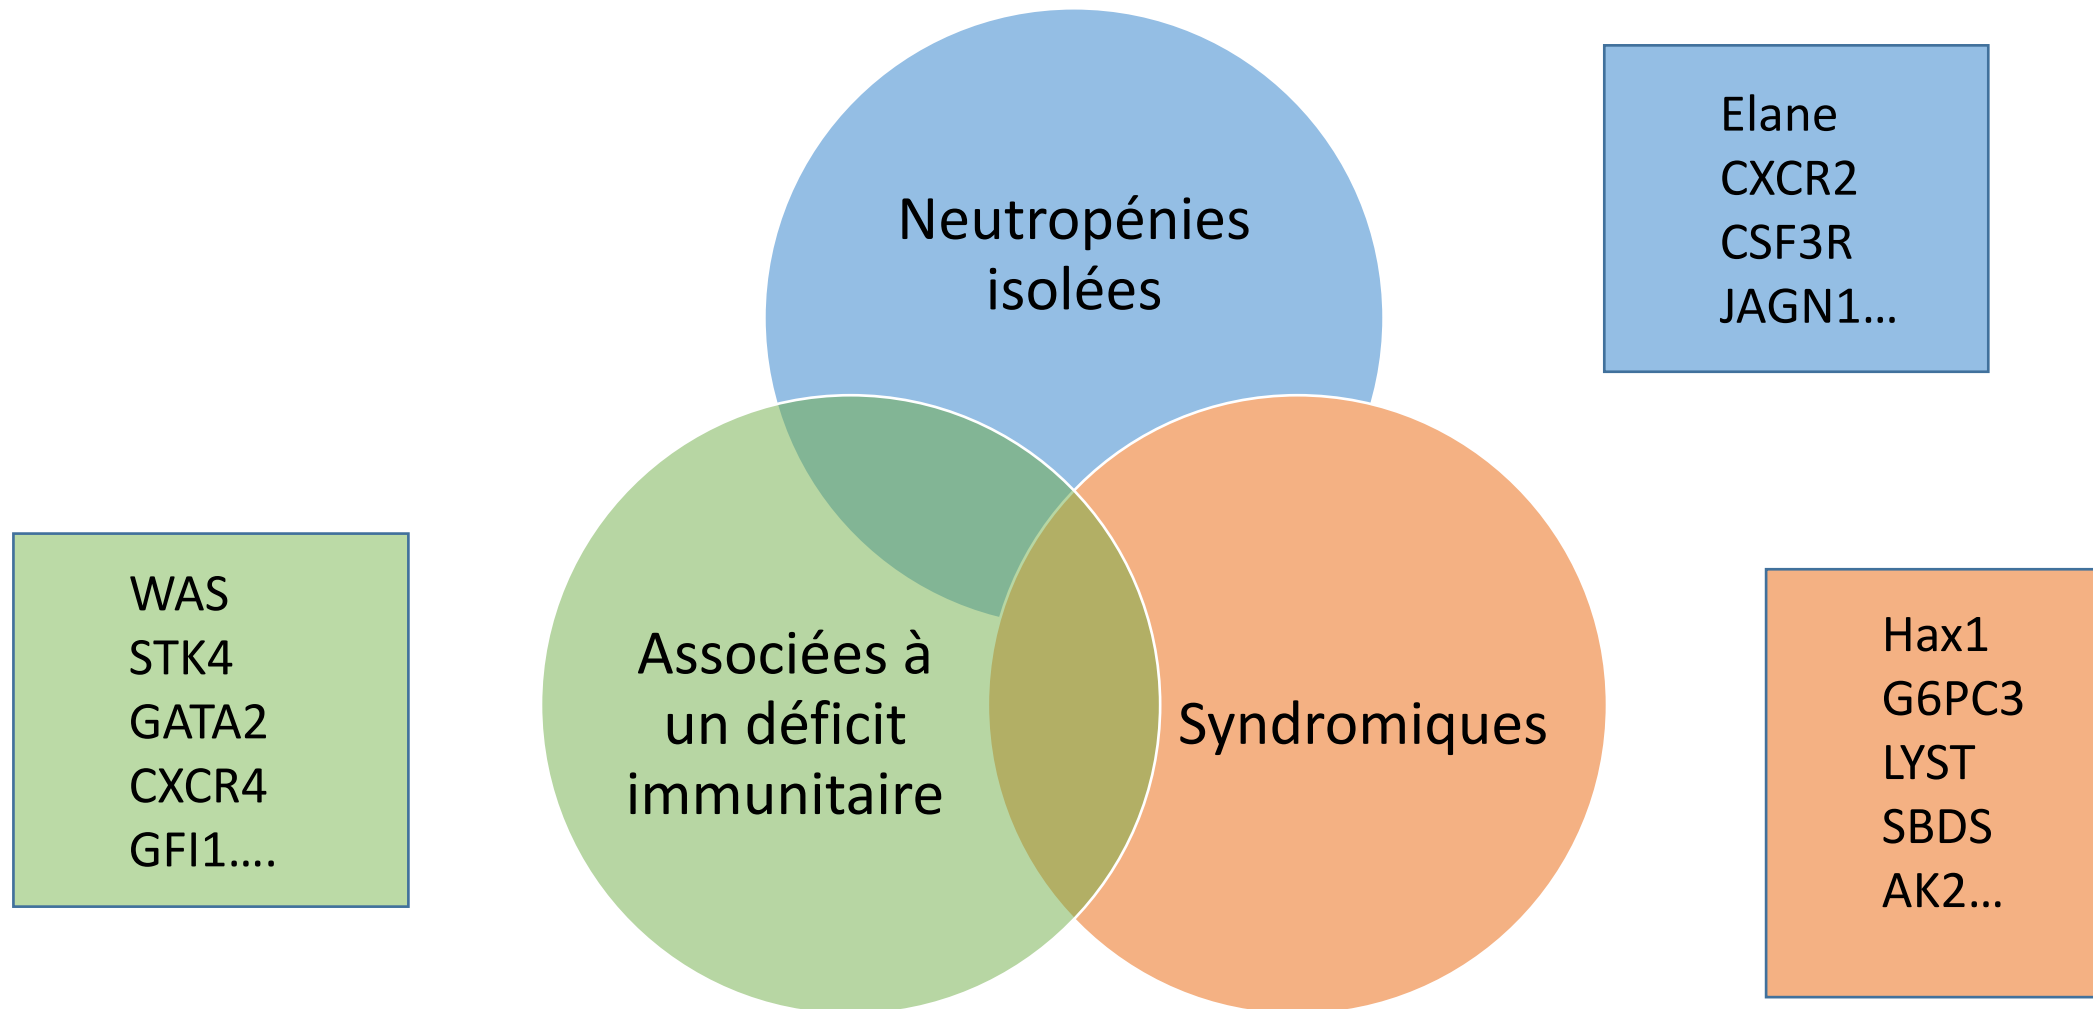 Neutropénies
isolées
Elane
CXCR2
CSF3R
JAGN1...
Associées à
un déficit
immunitaire
Syndromiques
WAS
STK4
GATA2
CXCR4
GFI1....
Hax1
G6PC3
LYST
SBDS
AK2...